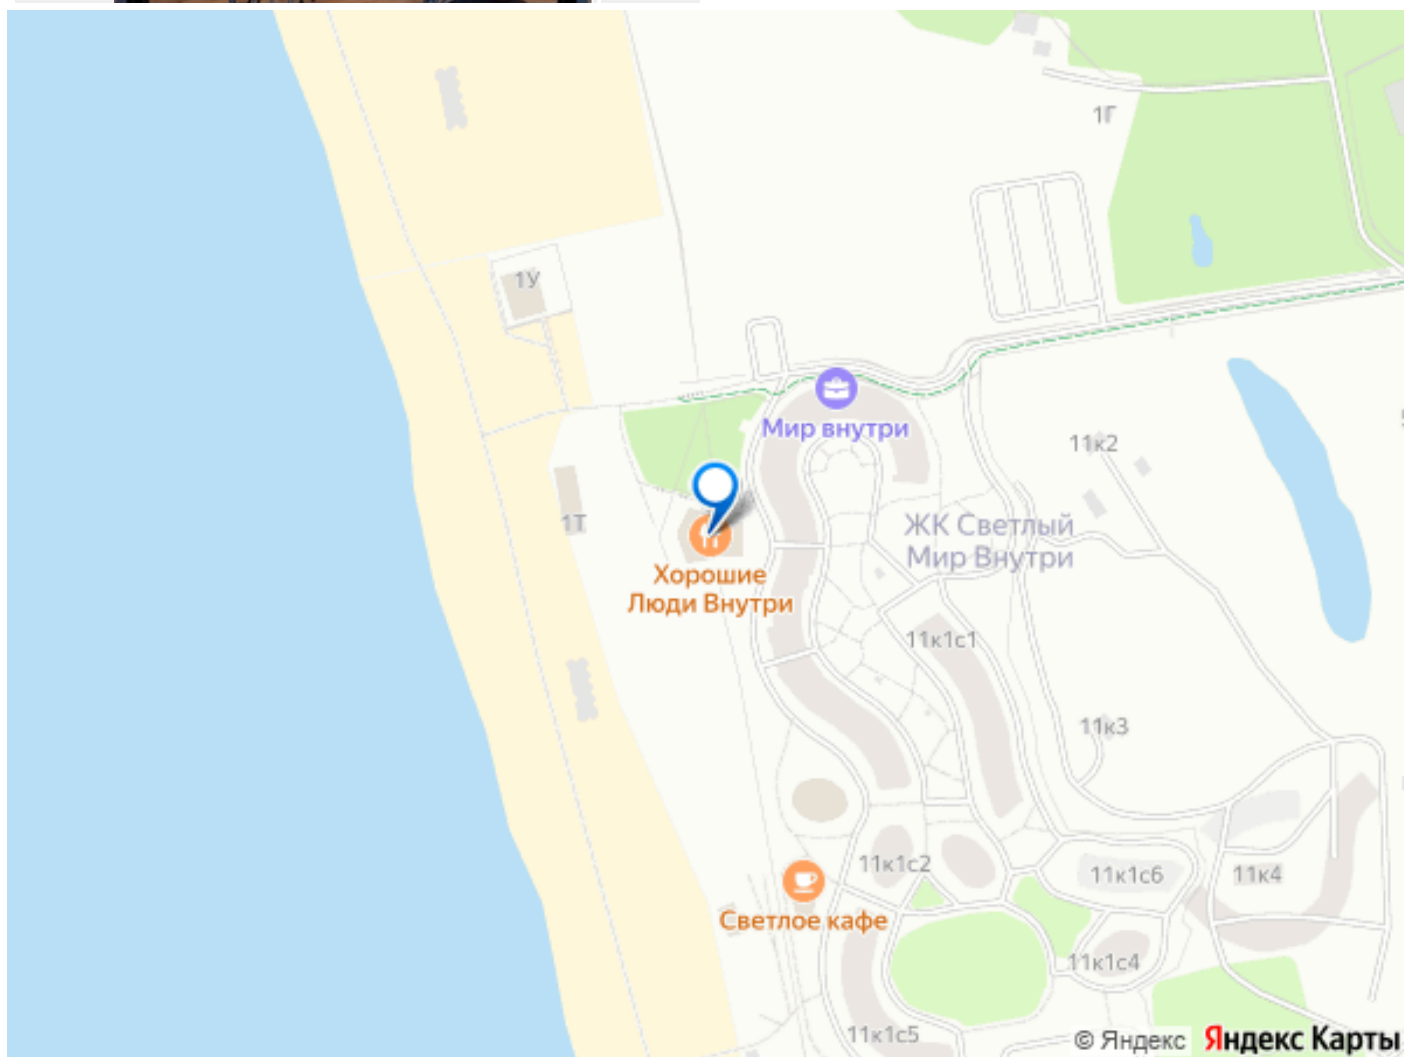 1Г
1У
Мир внутри
11к2
ЖК Светлый
Мир Внутри
1Т
Хорошие
Люди Внутри
11к1с1
11к3
11к1с2
11к1с6
11к4
Светлое кафе
11к1с4
11к1с5
© Яндекс Яндекс Карты